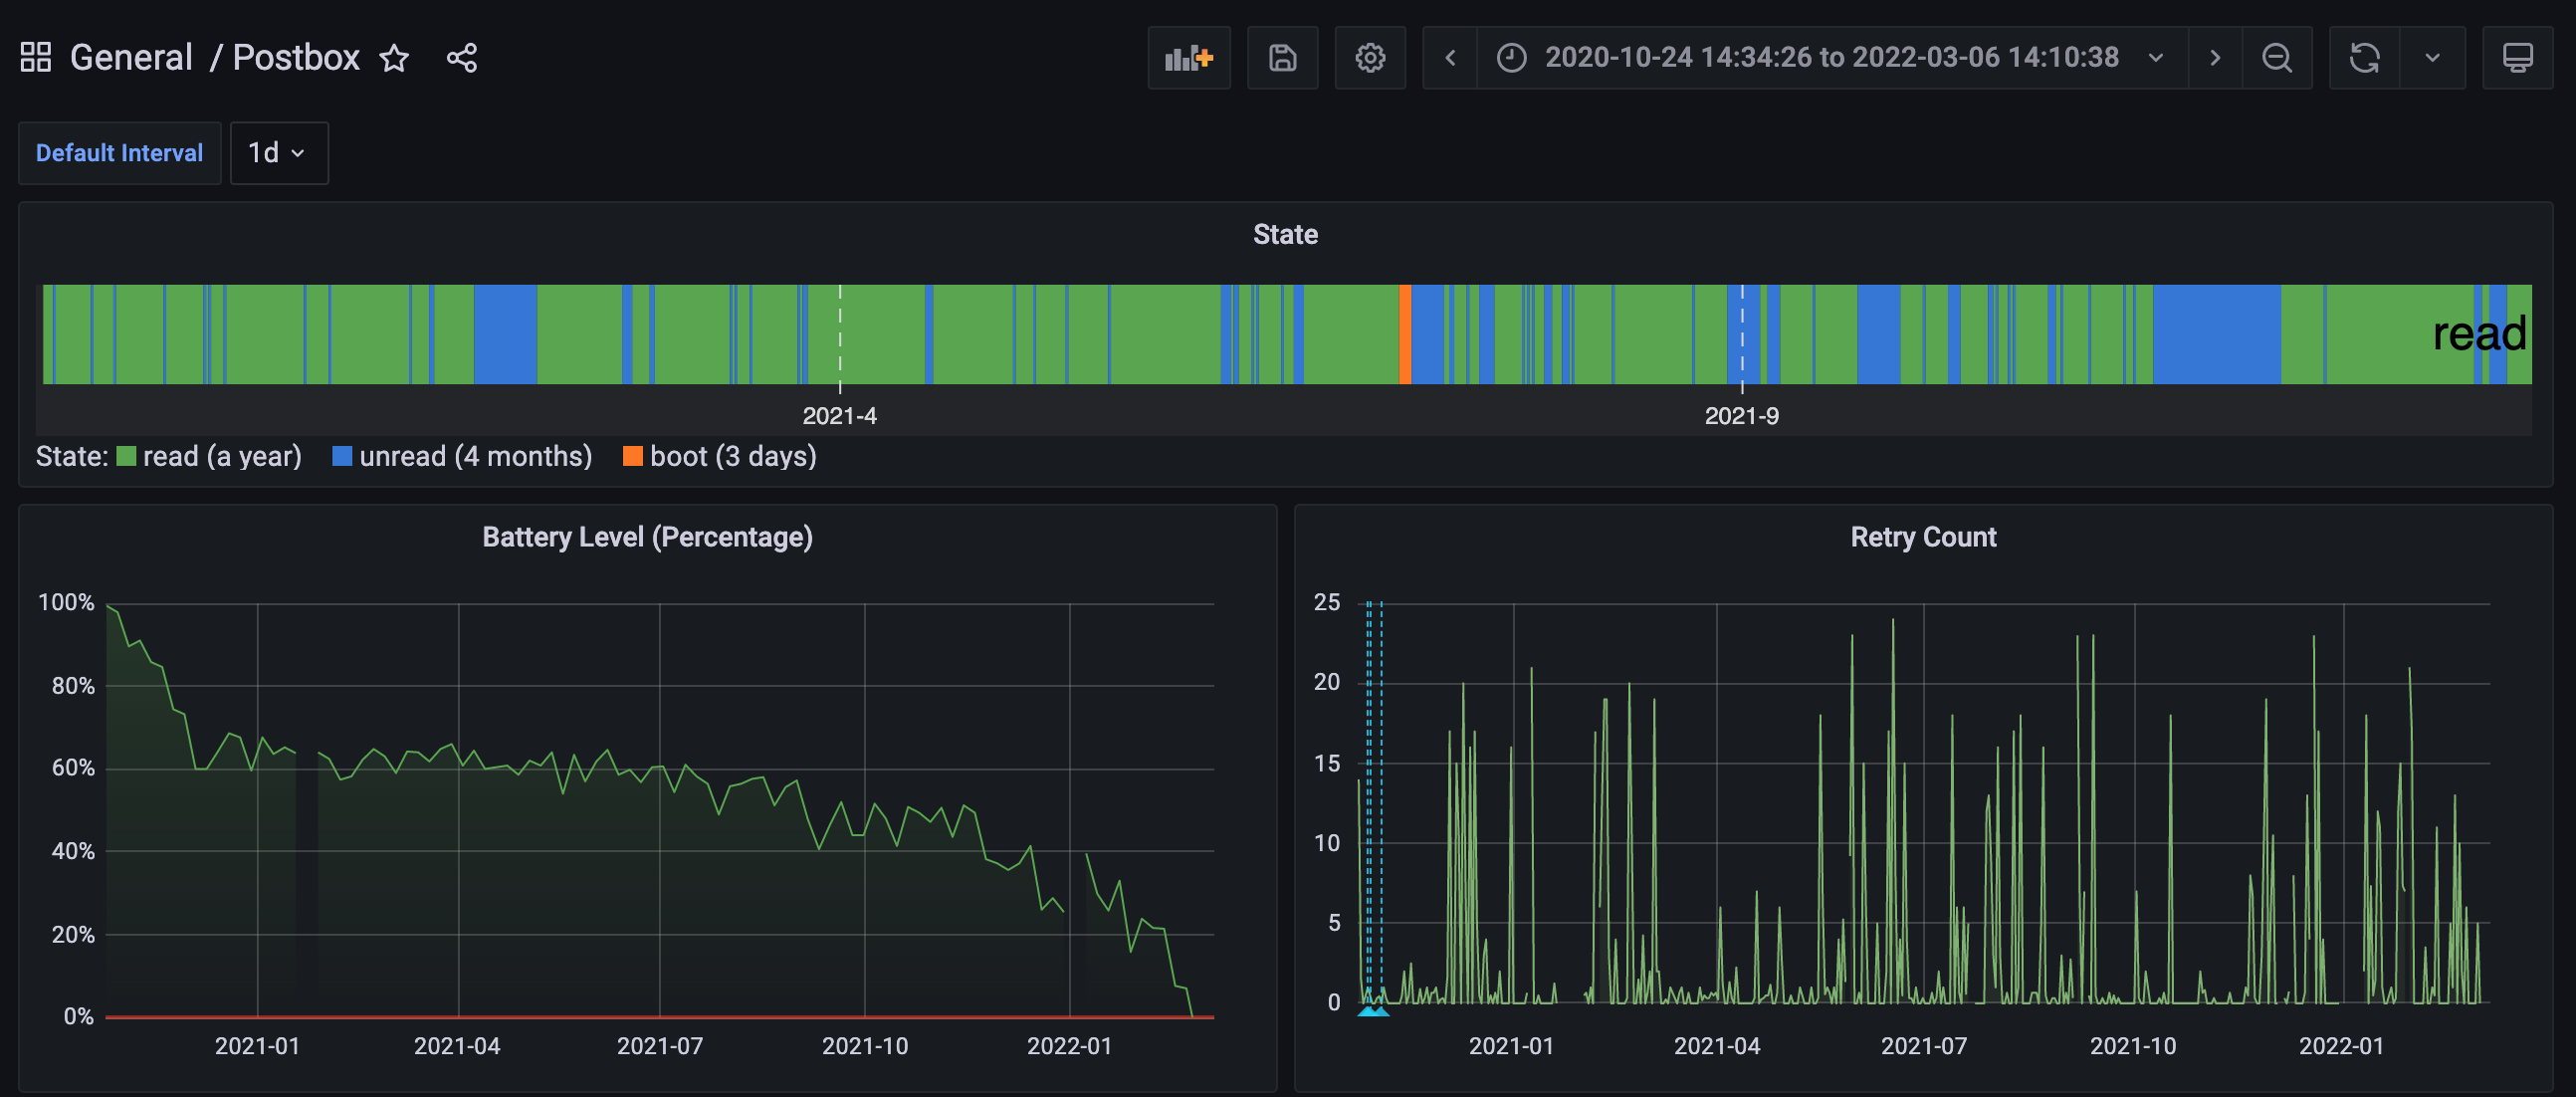 General / Postbox
2020-10-24 14:34:26 to 2022-03-06 14:10:38
Default Interval 1d
State
read
2021-4 2021-9
State: read (a year) unread (4 months) boot (3 days)
Battery Level (Percentage)
100%
80%
60%
40%
20%
0%
2021-01 2021-04 2021-07 2021-10 2022-01
Retry Count
25
20
15
10
5
0
2021-01 2021-04 2021-07 2021-10 2022-01